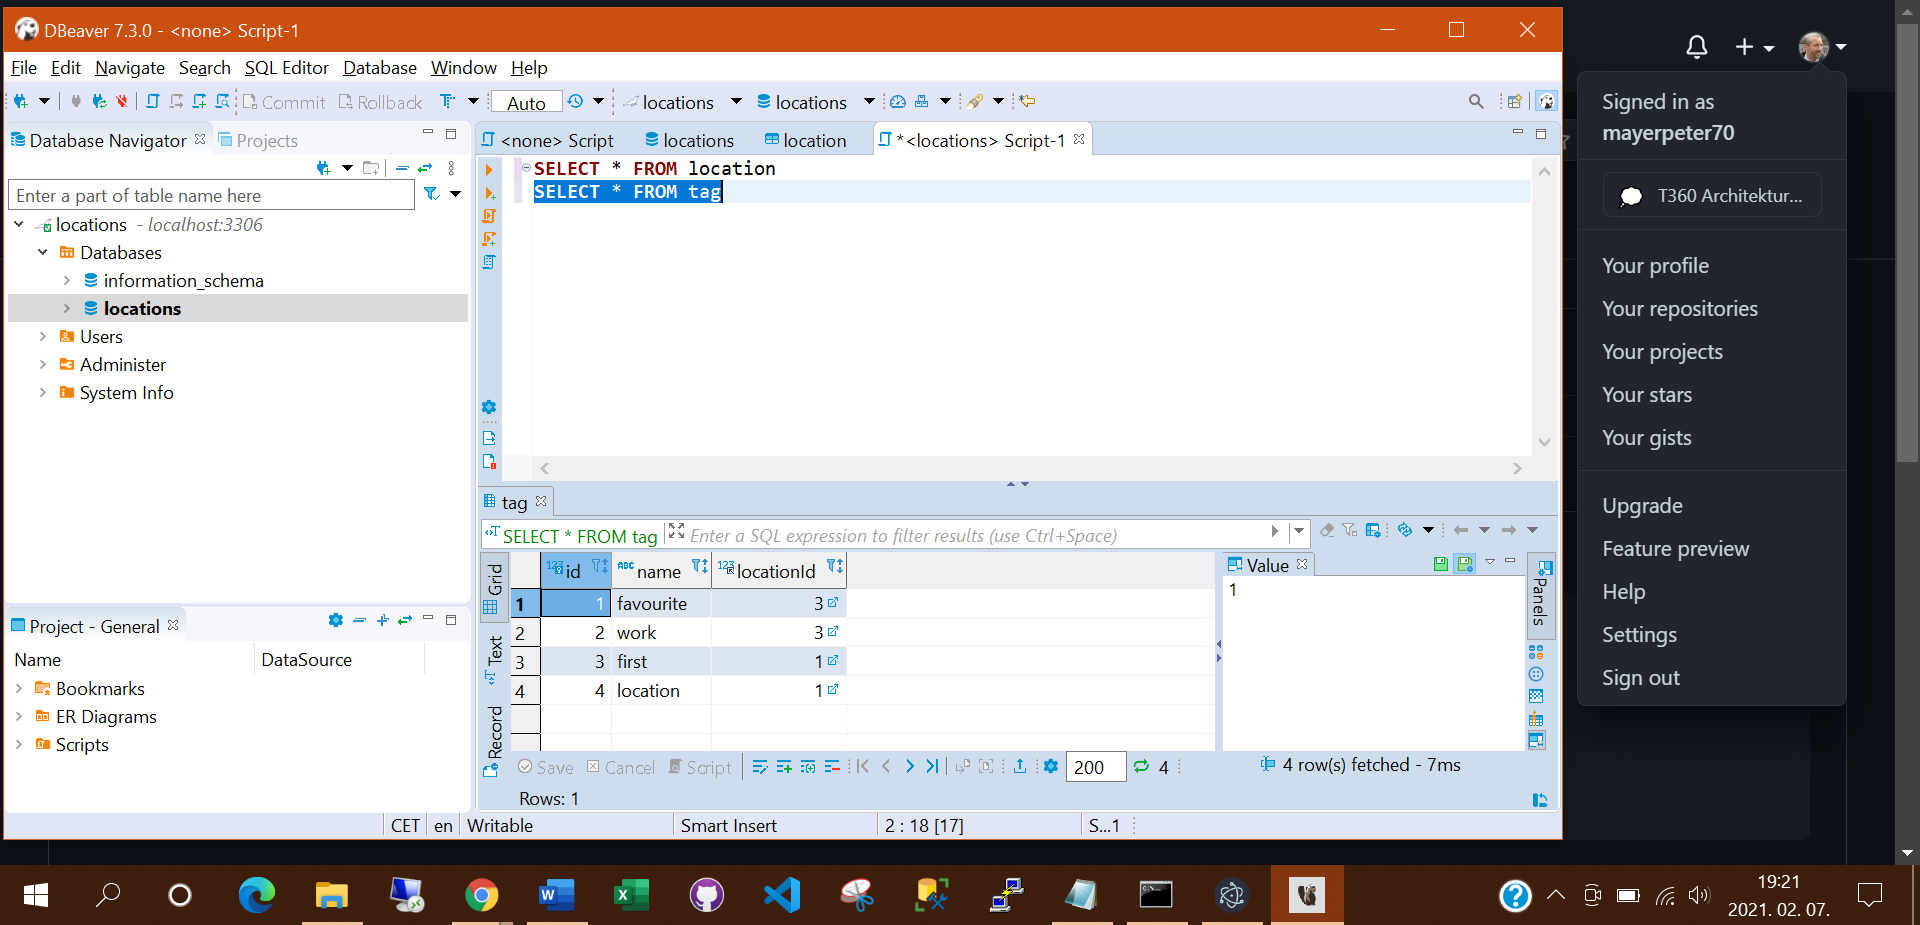 DBeaver 7.3.0 - <none> Script-1
File Edit Navigate Search SQL Editor Database Window Help
Commit Rollback Auto locations locations
Database Navigator Projects
Enter a part of table name here
locations - localhost:3306
Databases
information_schema
locations
Users
Administer
System Info
Project - General
Name DataSource
Bookmarks
ER Diagrams
Scripts
<none> Script locations location *<locations> Script-1
SELECT * FROM location
SELECT * FROM tag
tag
SELECT * FROM tag Enter a SQL expression to filter results (use Ctrl+Space)
Grid
Text
Record
123 id ABC name 123 locationId
1 1 favourite 3
2 2 work 3
3 3 first 1
4 4 location 1
Value
1
Panels
Save Cancel Script 200 4
4 row(s) fetched - 7ms
Rows: 1
CET en Writable Smart Insert 2 : 18 [17] S...1
Signed in as
mayerpeter70
T360 Architektur...
Your profile
Your repositories
Your projects
Your stars
Your gists
Upgrade
Feature preview
Help
Settings
Sign out
19:21
2021. 02. 07.